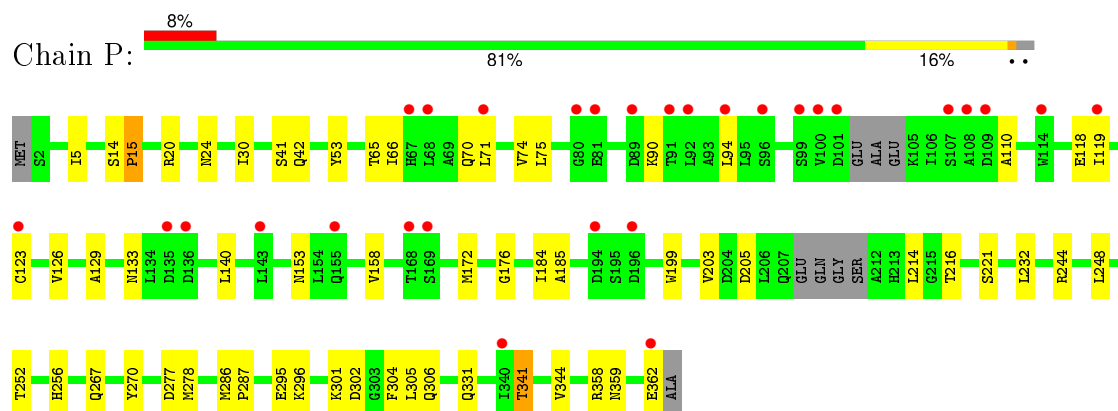 8%
Chain P:
81% 16% • •
MET S2 I5 S14 P15 R20 N24 I30 S41 Q42 Y53 T65 I66 H67 L68 A69 Q70 L71 V74 L75 G80 E81 D89 K90 T91 L92 A93 L94 L95 S96 S99 V100 D101 GLU ALA GLU K105 I106 S107 A108 D109 A110 W114 E118 I119
C123 V126 A129 N133 L134 D135 D136 L140 L143 N153 L154 Q155 V158 T168 S169 M172 G176 I184 A185 D194 S195 D196 W199 V203 D204 D205 L206 Q207 GLU GLN GLY SER A212 H213 L214 G215 T216 S221 L232 R244 L248
T252 H256 Q267 Y270 D277 M278 M286 P287 E295 K296 K301 D302 G303 F304 L305 Q306 Q331 I340 T341 V344 R358 N359 E362 ALA